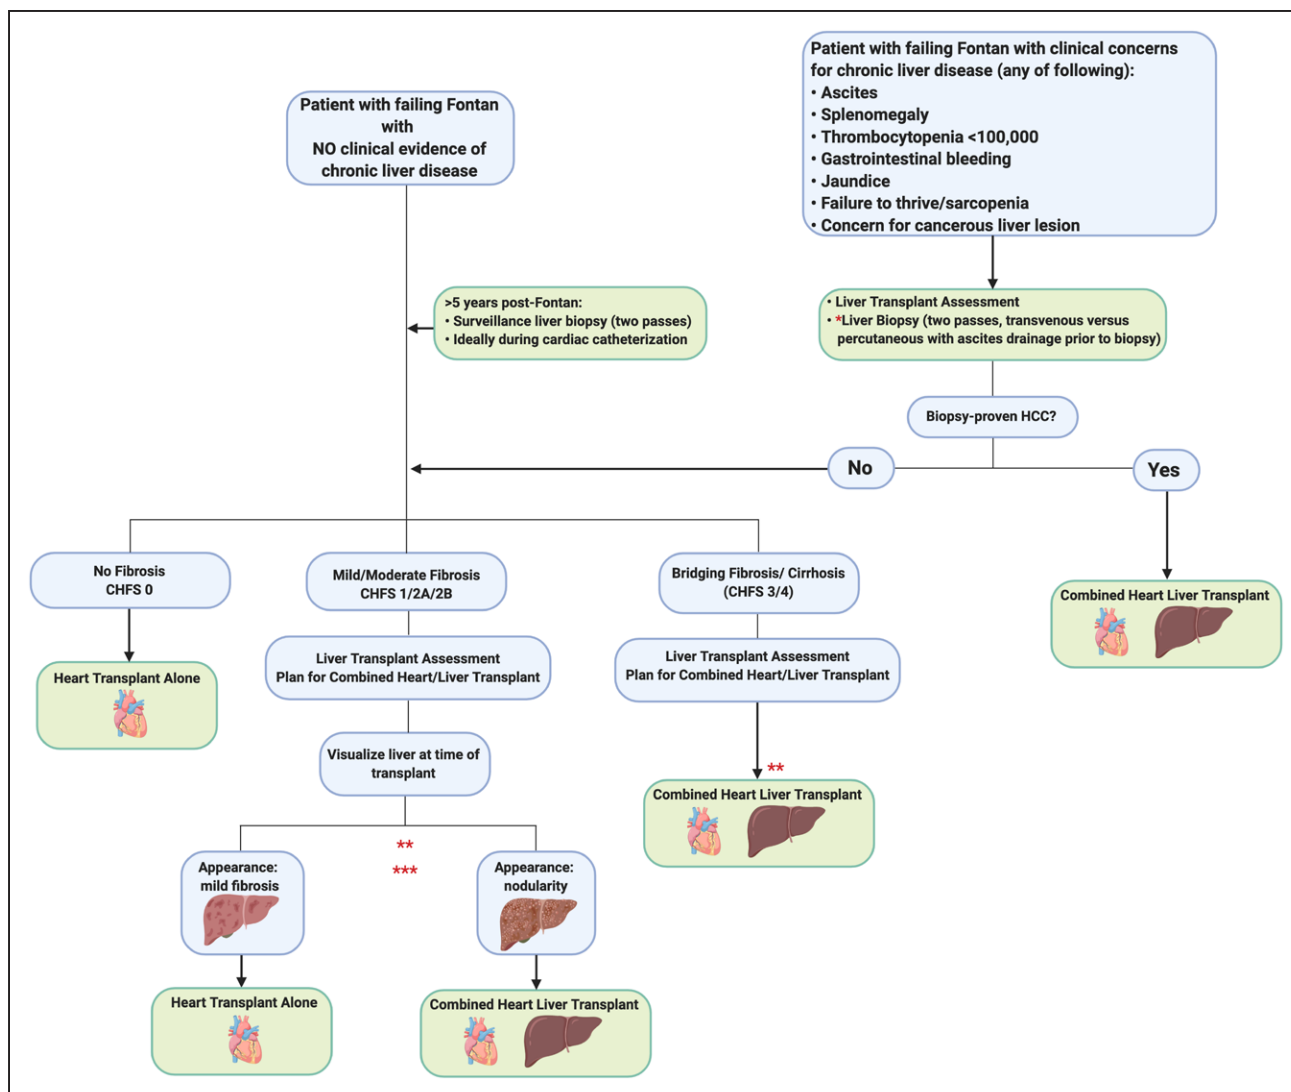 Patient with failing Fontan
with
NO clinical evidence of
chronic liver disease
Patient with failing Fontan with clinical concerns
for chronic liver disease (any of following):
• Ascites
• Splenomegaly
• Thrombocytopenia <100,000
• Gastrointestinal bleeding
• Jaundice
• Failure to thrive/sarcopenia
• Concern for cancerous liver lesion
>5 years post-Fontan:
• Surveillance liver biopsy (two passes)
• Ideally during cardiac catheterization
• Liver Transplant Assessment
• *Liver Biopsy (two passes, transvenous versus
percutaneous with ascites drainage prior to biopsy)
Biopsy-proven HCC?
No
Yes
No Fibrosis
CHFS 0
Mild/Moderate Fibrosis
CHFS 1/2A/2B
Bridging Fibrosis/ Cirrhosis
(CHFS 3/4)
Combined Heart Liver Transplant
Heart Transplant Alone
Liver Transplant Assessment
Plan for Combined Heart/Liver Transplant
Liver Transplant Assessment
Plan for Combined Heart/Liver Transplant
Visualize liver at time of
transplant
**
Combined Heart Liver Transplant
**
***
Appearance:
mild fibrosis
Appearance:
nodularity
Heart Transplant Alone
Combined Heart Liver Transplant